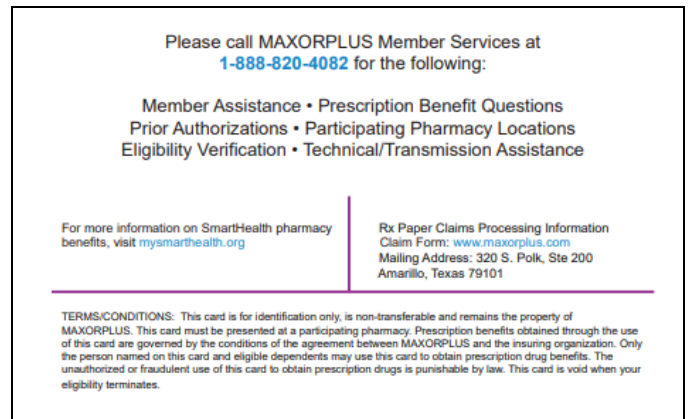 Please call MAXORPLUS Member Services at
1-888-820-4082 for the following:
Member Assistance • Prescription Benefit Questions
Prior Authorizations • Participating Pharmacy Locations
Eligibility Verification • Technical/Transmission Assistance
For more information on SmartHealth pharmacy
benefits, visit mysmarthealth.org
Rx Paper Claims Processing Information
Claim Form: www.maxorplus.com
Mailing Address: 320 S. Polk, Ste 200
Amarillo, Texas 79101
TERMS/CONDITIONS: This card is for identification only, is non-transferable and remains the property of
MAXORPLUS. This card must be presented at a participating pharmacy. Prescription benefits obtained through the use
of this card are governed by the conditions of the agreement between MAXORPLUS and the insuring organization. Only
the person named on this card and eligible dependents may use this card to obtain prescription drug benefits. The
unauthorized or fraudulent use of this card to obtain prescription drugs is punishable by law. This card is void when your
eligibility terminates.